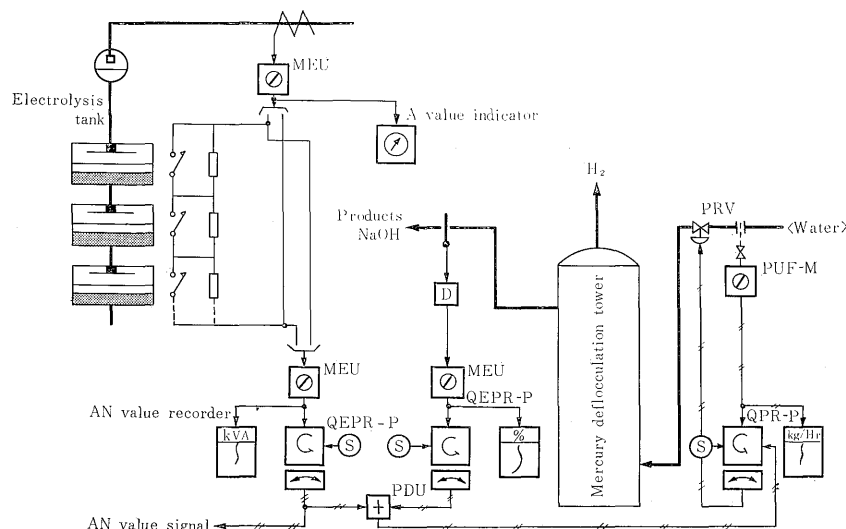 MEU
Electrolysis
tank
A value indicator
H₂
Products
NaOH
PRV
<Water>
PUF-M
D
Mercury deflocculation tower
MEU
MEU
QEPR-P
AN value recorder
QEPR-P
QPR-P
kVA
S
S
%
S
kg/Hr
PDU
+
AN value signal